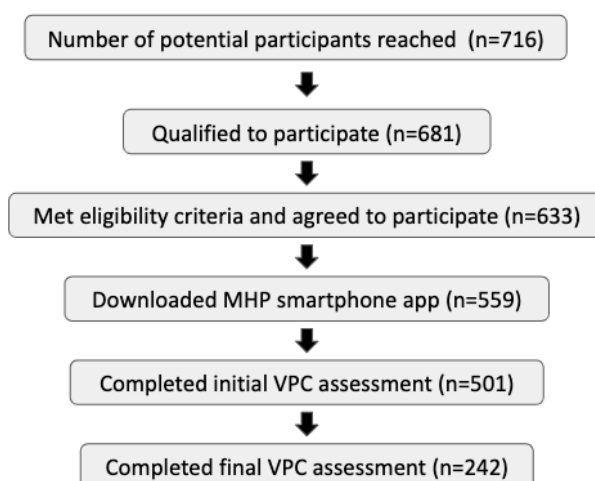 Number of potential participants reached (n=716)
Qualified to participate (n=681)
Met eligibility criteria and agreed to participate (n=633)
Downloaded MHP smartphone app (n=559)
Completed initial VPC assessment (n=501)
Completed final VPC assessment (n=242)